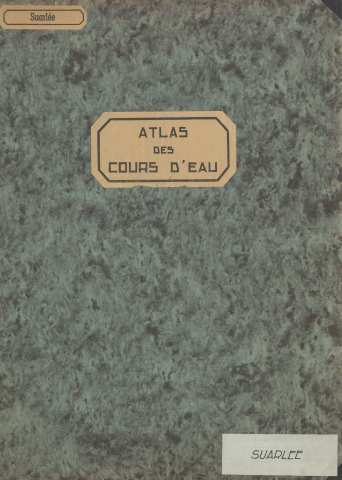 Suarlée
ATLAS
DES
COURS D'EAU
SUARLEE